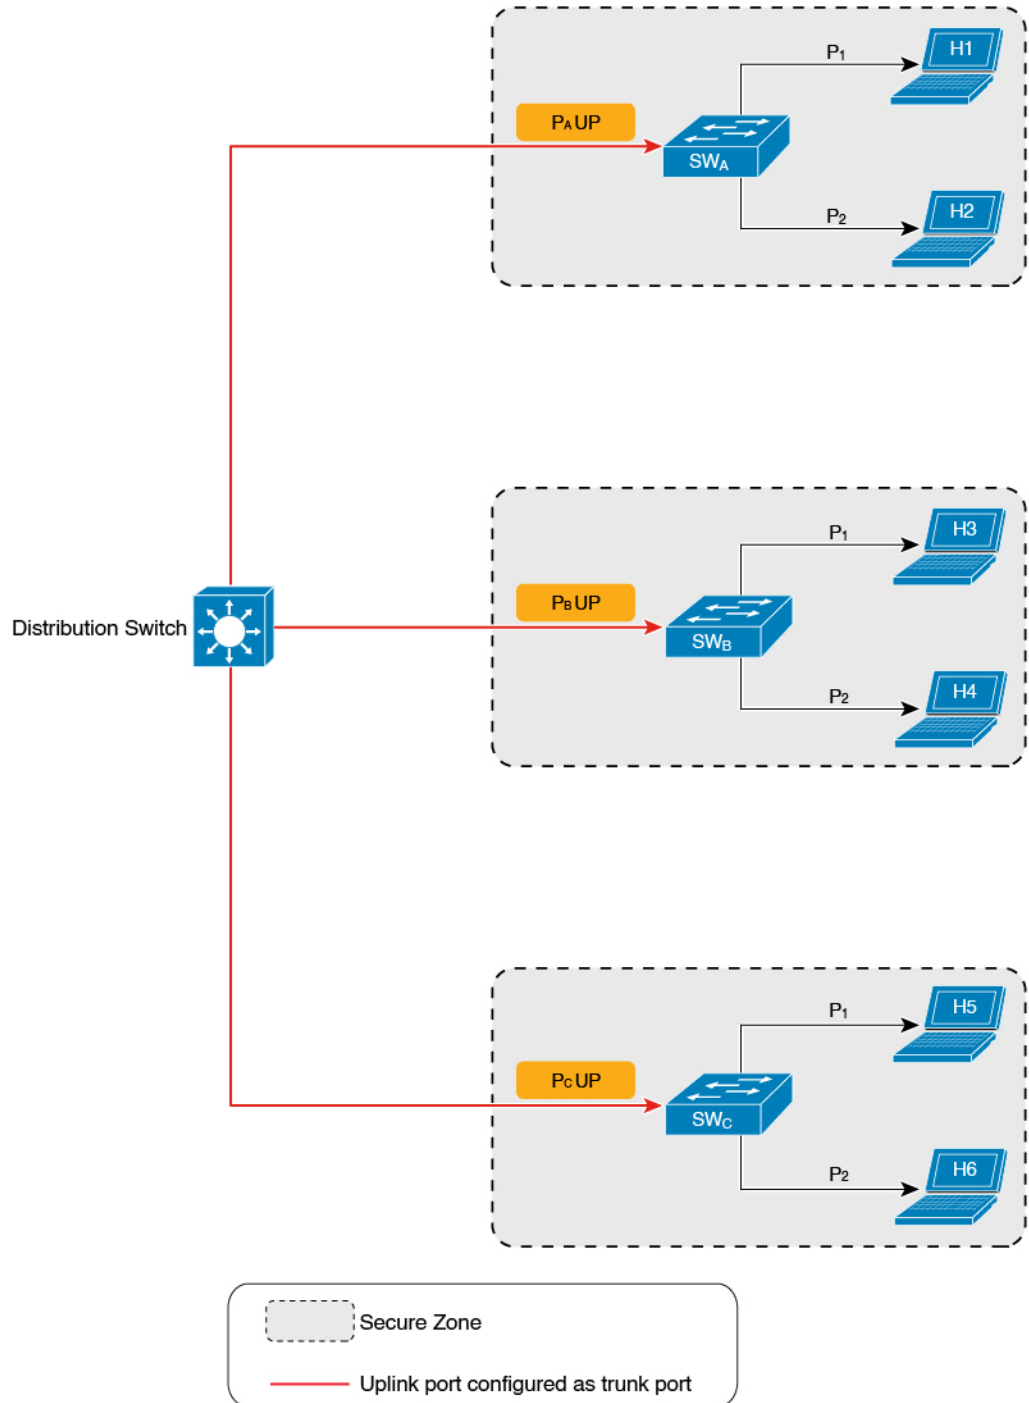 P₁
H1
PA UP
SWA
P₂
H2
P₁
H3
Distribution Switch
PB UP
SWB
P₂
H4
P₁
H5
PC UP
SWC
P₂
H6
Secure Zone
Uplink port configured as trunk port